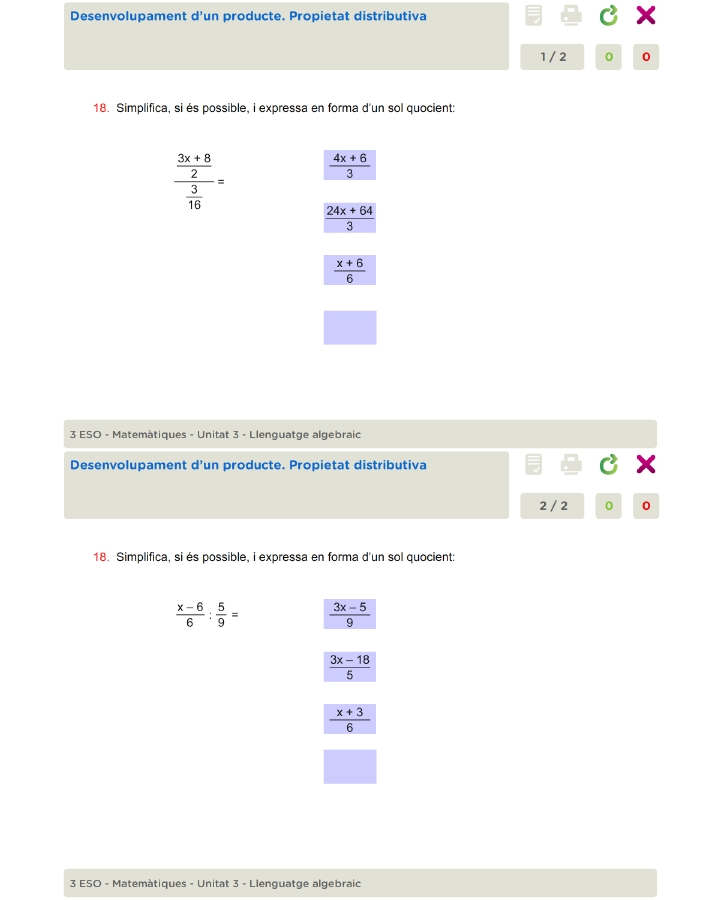 Desenvolupament d'un producte. Propietat distributiva
1 / 2 0 0
18. Simplifica, si és possible, i expressa en forma d'un sol quocient:
3x + 8
2
3
16
=
4x + 6
3
24x + 64
3
x + 6
6
3 ESO - Matemàtiques - Unitat 3 - Llenguatge algebraic
Desenvolupament d'un producte. Propietat distributiva
2 / 2 0 0
18. Simplifica, si és possible, i expressa en forma d'un sol quocient:
x – 6
6
:
5
9
=
3x – 5
9
3x – 18
5
x + 3
6
3 ESO - Matemàtiques - Unitat 3 - Llenguatge algebraic